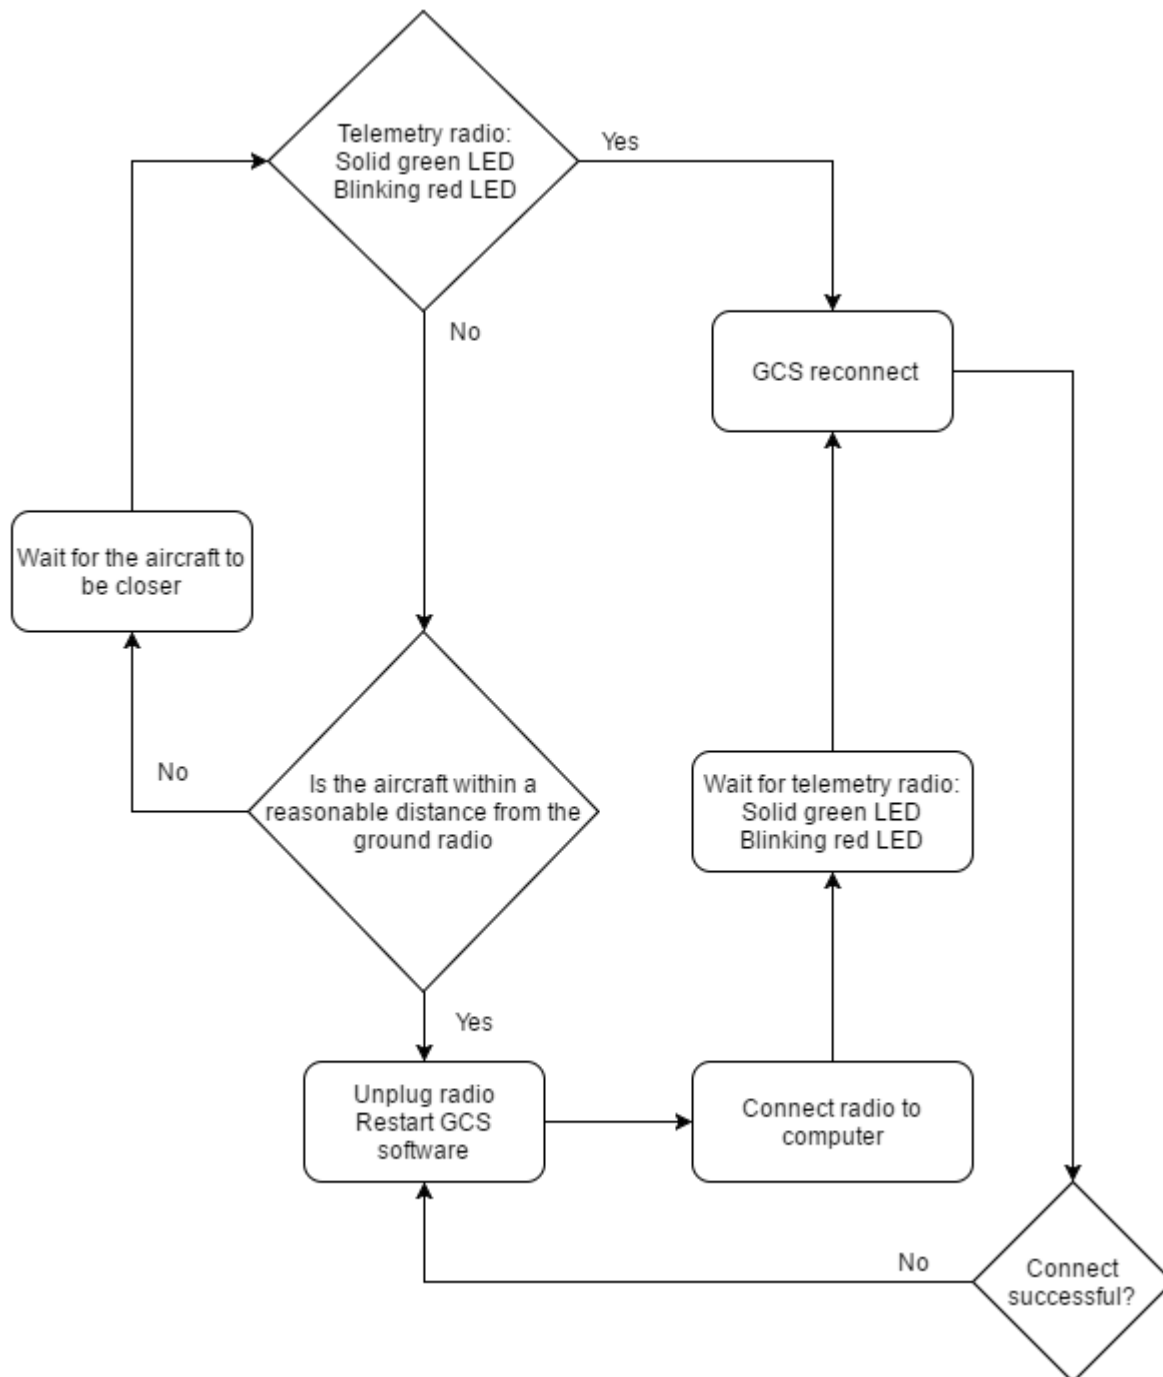 Telemetry radio:
Solid green LED
Blinking red LED
Yes
No
GCS reconnect
Wait for the aircraft to
be closer
No
Is the aircraft within a
reasonable distance from the
ground radio
Wait for telemetry radio:
Solid green LED
Blinking red LED
Yes
Unplug radio
Restart GCS
software
Connect radio to
computer
No
Connect
successful?